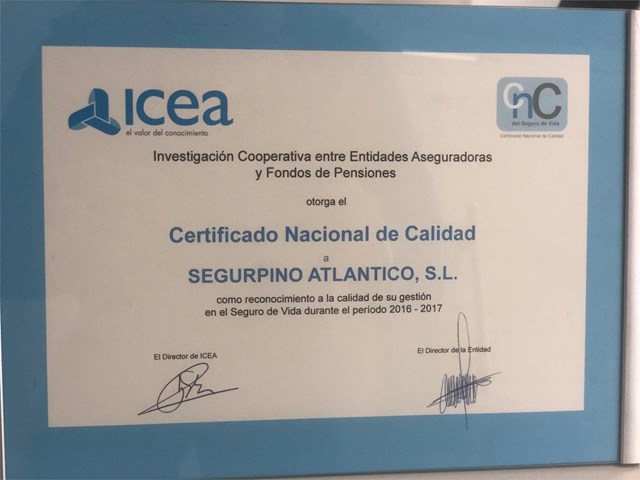 icea
el valor del conocimiento
CnC
del Seguro de Vida
Certificado Nacional de Calidad
Investigación Cooperativa entre Entidades Aseguradoras
y Fondos de Pensiones
otorga el
Certificado Nacional de Calidad
a
SEGURPINO ATLANTICO, S.L.
como reconocimiento a la calidad de su gestión
en el Seguro de Vida durante el período 2016 - 2017
El Director de ICEA
El Director de la Entidad